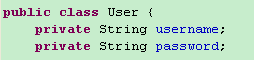 public class User {
    private String username;
    private String password;